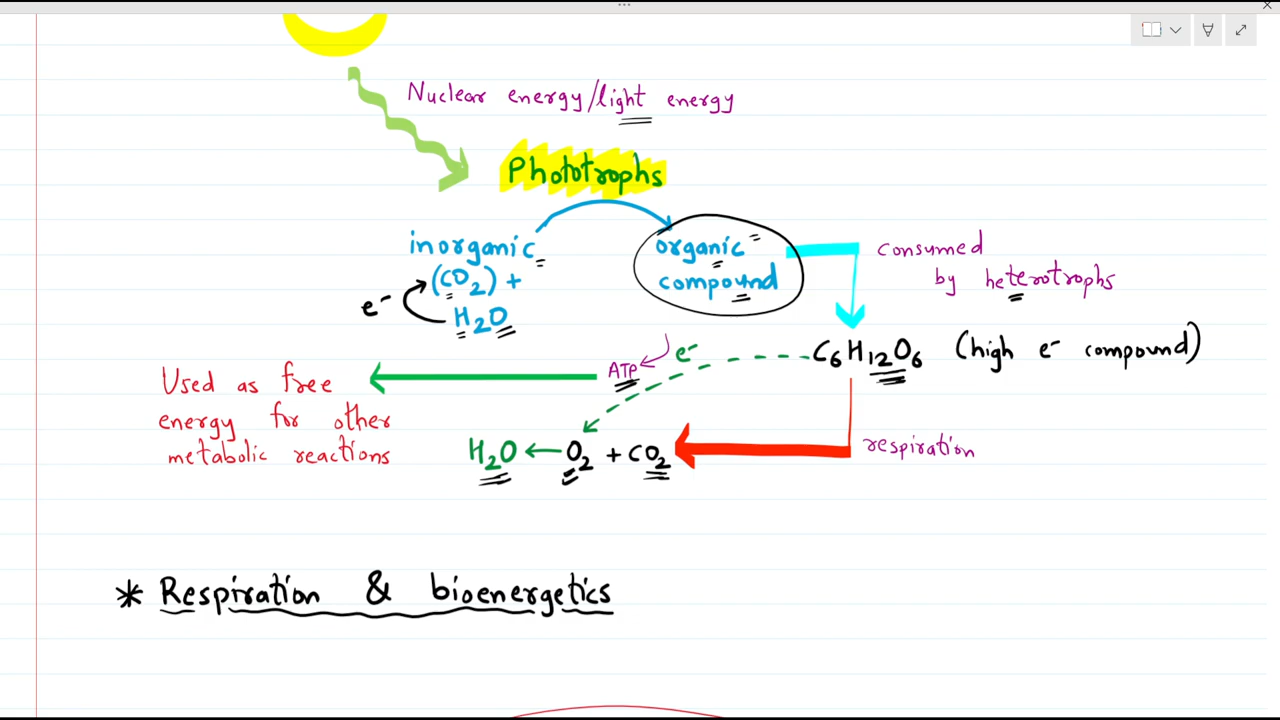 Nuclear energy/light energy
Phototrophs
inorganic
(CO2) +
H2O
e-
organic
compound
consumed
by heterotrophs
C6H12O6 (high e- compound)
ATP
e-
Used as free
energy for other
metabolic reactions
H2O ← O2 + CO2
respiration
* Respiration & bioenergetics